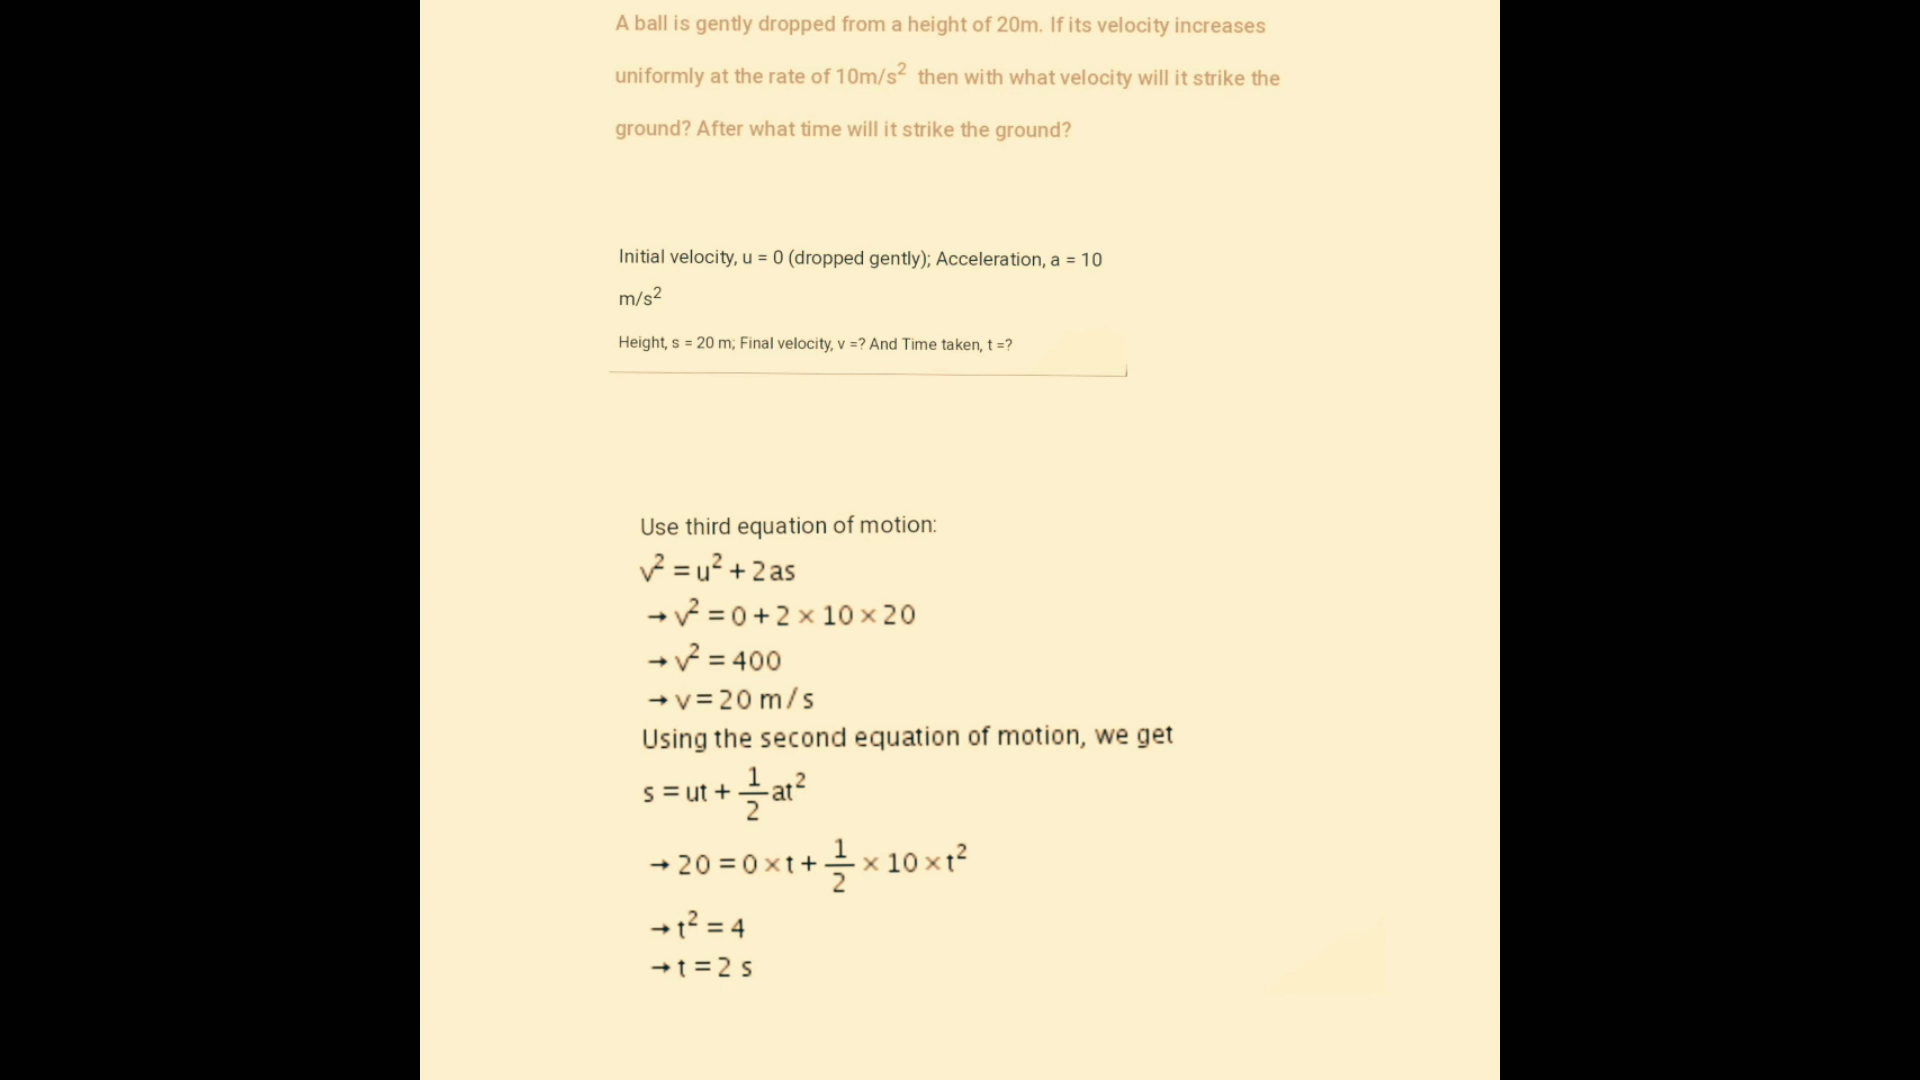 A ball is gently dropped from a height of 20m. If its velocity increases
uniformly at the rate of 10m/s² then with what velocity will it strike the
ground? After what time will it strike the ground?
Initial velocity, u = 0 (dropped gently); Acceleration, a = 10
m/s²
Height, s = 20 m; Final velocity, v =? And Time taken, t =?
Use third equation of motion:
v² = u² + 2as
→ v² = 0 + 2 × 10 × 20
→ v² = 400
→ v = 20 m/s
Using the second equation of motion, we get
s = ut + 1/2 at²
→ 20 = 0 × t + 1/2 × 10 × t²
→ t² = 4
→ t = 2 s